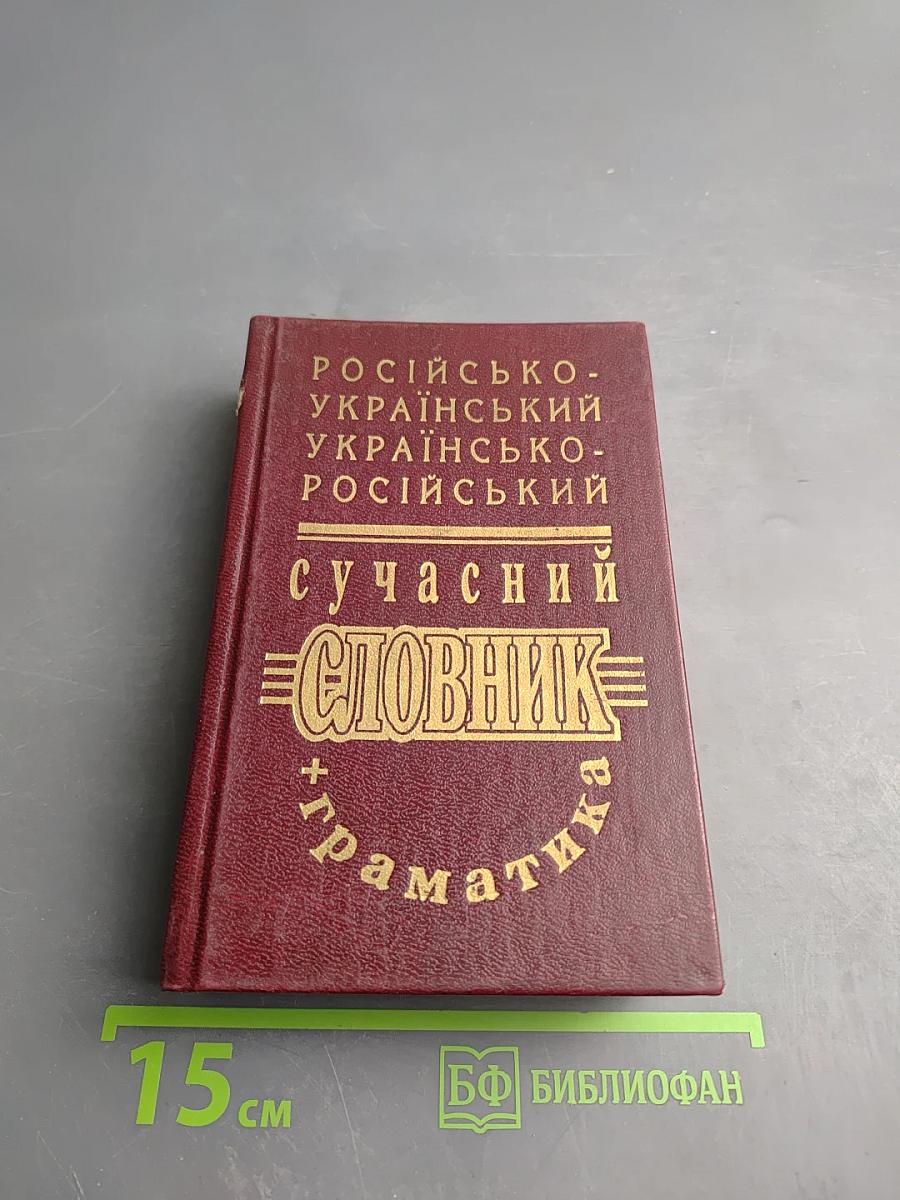 РОСІЙСЬКО-
УКРАЇНСЬКИЙ
УКРАЇНСЬКО-
РОСІЙСЬКИЙ
сучасний
СЛОВНИК
+граматика
15 см
БФ БИБЛИОФАН